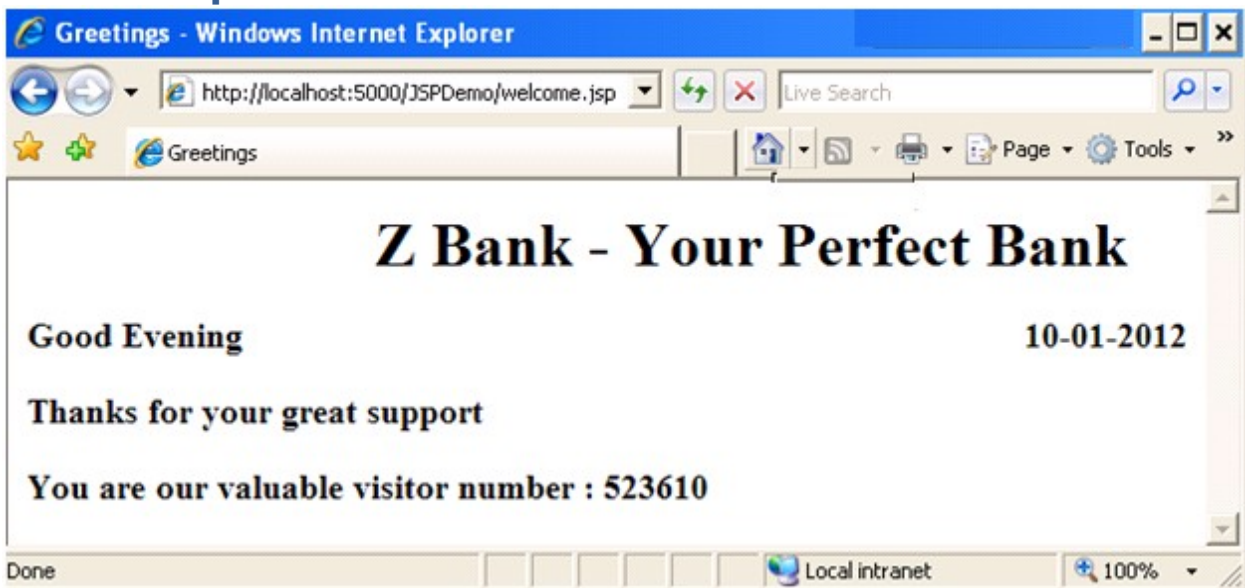 Greetings - Windows Internet Explorer
http://localhost:5000/JSPDemo/welcome.jsp Live Search
Greetings Page Tools »
Z Bank - Your Perfect Bank
Good Evening 10-01-2012
Thanks for your great support
You are our valuable visitor number : 523610
Done Local intranet 100%